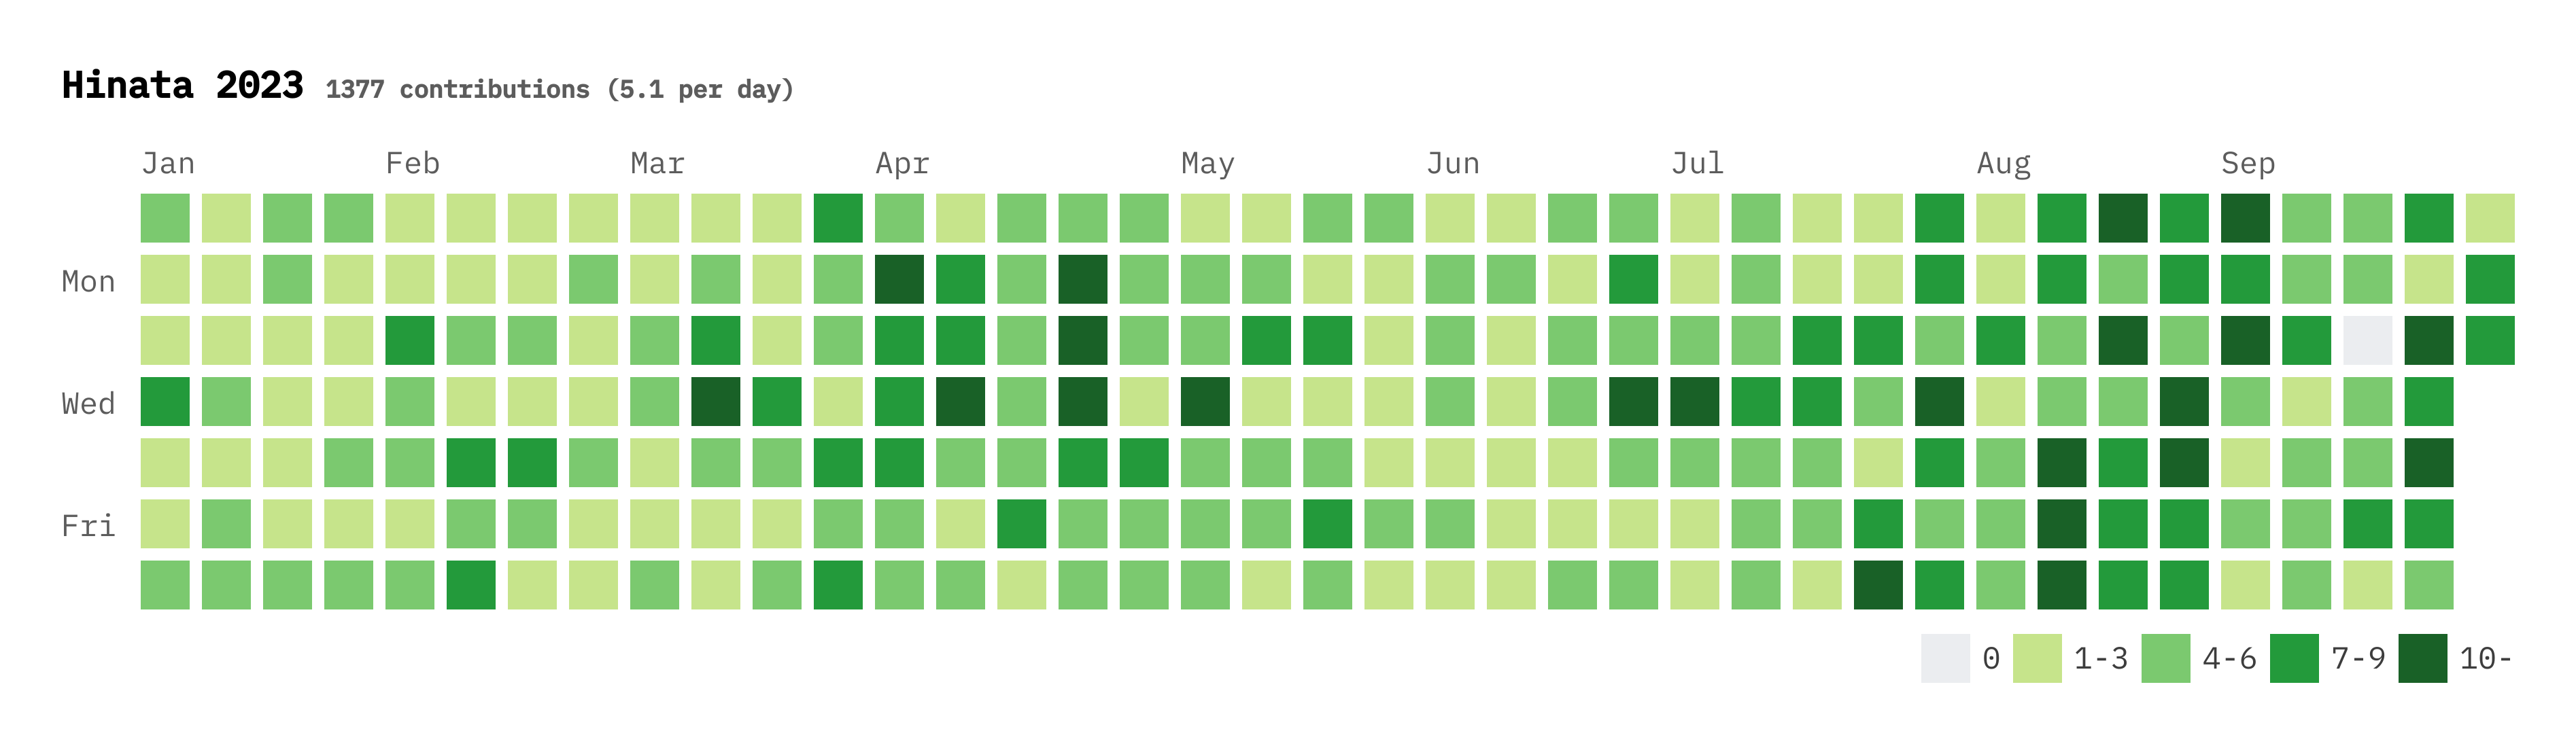 Hinata 2023 1377 contributions (5.1 per day)
Jan Feb Mar Apr May Jun Jul Aug Sep
Mon
Wed
Fri
0 1-3 4-6 7-9 10-